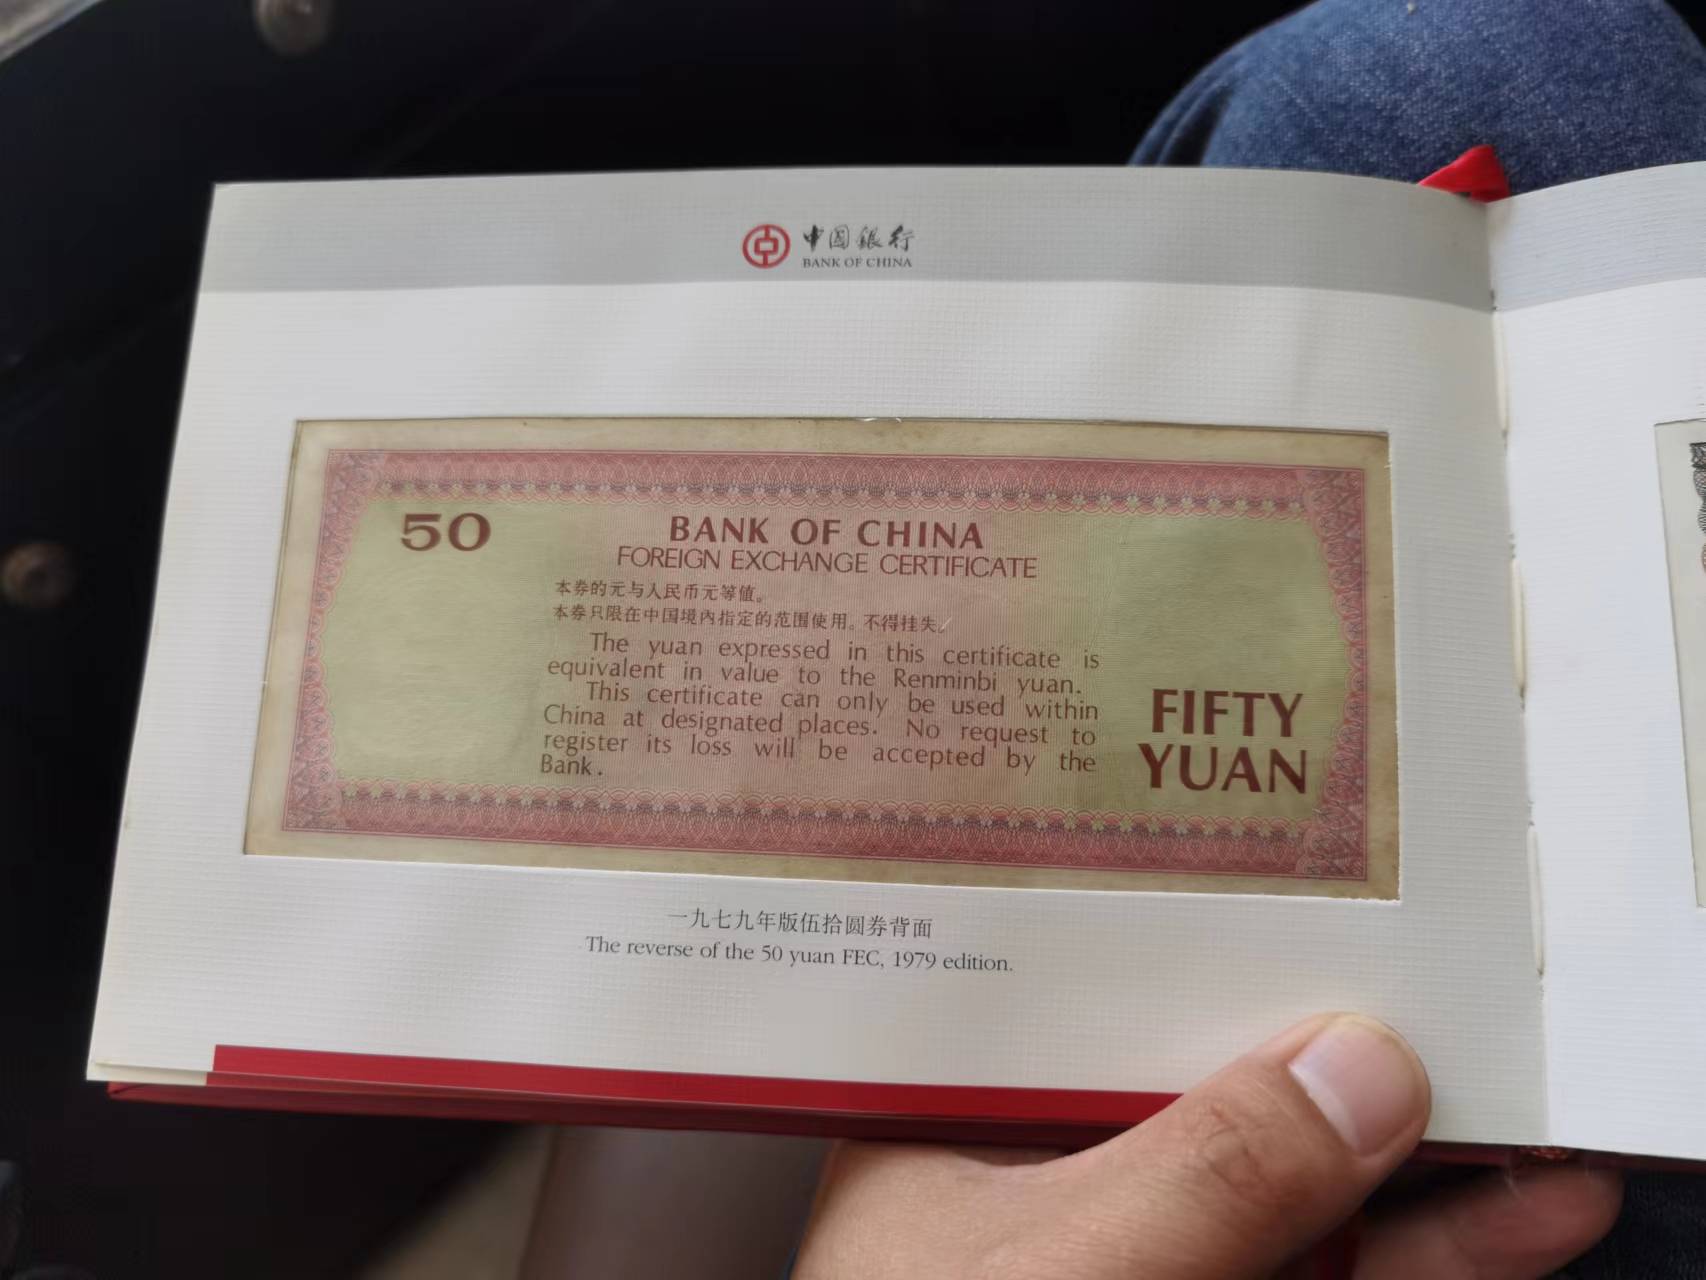 中国銀行
BANK OF CHINA
50
BANK OF CHINA
FOREIGN EXCHANGE CERTIFICATE
本券的元与人民币元等值。
本券只限在中国境内指定的范围使用。不得挂失。
The yuan expressed in this certificate is
equivalent in value to the Renminbi yuan.
This certificate can only be used within
China at designated places. No request to
register its loss will be accepted by the
Bank.
FIFTY
YUAN
一九七九年版伍拾圆券背面
The reverse of the 50 yuan FEC, 1979 edition.